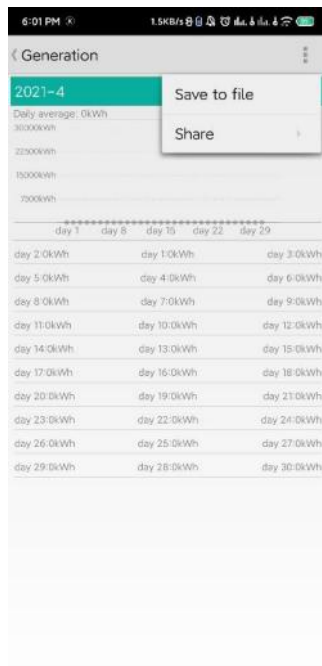 6:01 PM 1.5KB/s
Generation
2021-4
Save to file
Share
Daily average: 0kWh
30000kWh
22500kWh
15000kWh
7500kWh
day 1 day 8 day 15 day 22 day 29
day 2:0kWh day 1:0kWh day 3:0kWh
day 5:0kWh day 4:0kWh day 6:0kWh
day 8:0kWh day 7:0kWh day 9:0kWh
day 11:0kWh day 10:0kWh day 12:0kWh
day 14:0kWh day 13:0kWh day 15:0kWh
day 17:0kWh day 16:0kWh day 18:0kWh
day 20:0kWh day 19:0kWh day 21:0kWh
day 23:0kWh day 22:0kWh day 24:0kWh
day 26:0kWh day 25:0kWh day 27:0kWh
day 29:0kWh day 28:0kWh day 30:0kWh